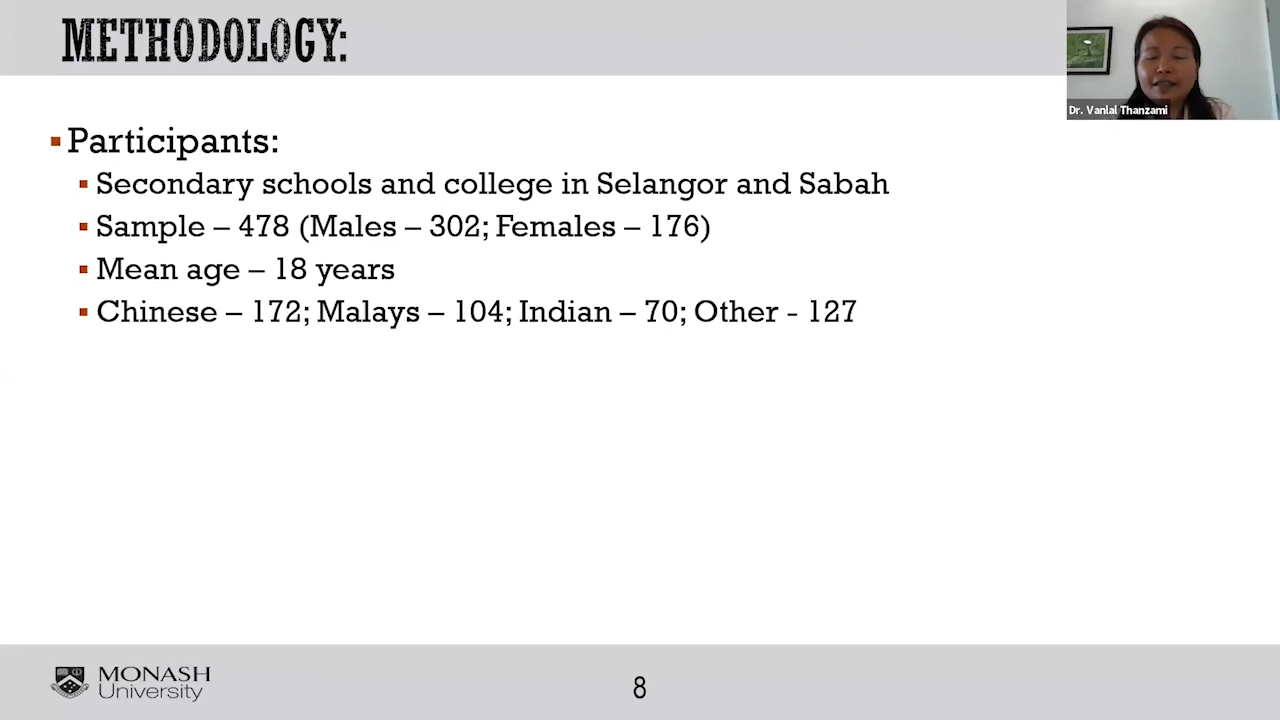 METHODOLOGY:
Dr. Vanlal Thanzami
Participants:
Secondary schools and college in Selangor and Sabah
Sample – 478 (Males – 302; Females – 176)
Mean age – 18 years
Chinese – 172; Malays – 104; Indian – 70; Other - 127
MONASH
University
8